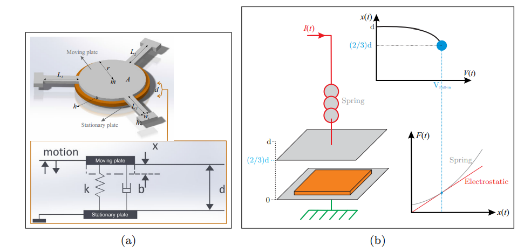 Moving plate
L
r
m
A
L
d
h
w
h
Stationary plate
motion
Moving plate
x
k
b
d
Stationary plate
(a)
I(t)
Spring
d
(2/3)d
0
x(t)
d
(2/3)d
V(t)
F(t)
Spring
Electrostatic
x(t)
(b)